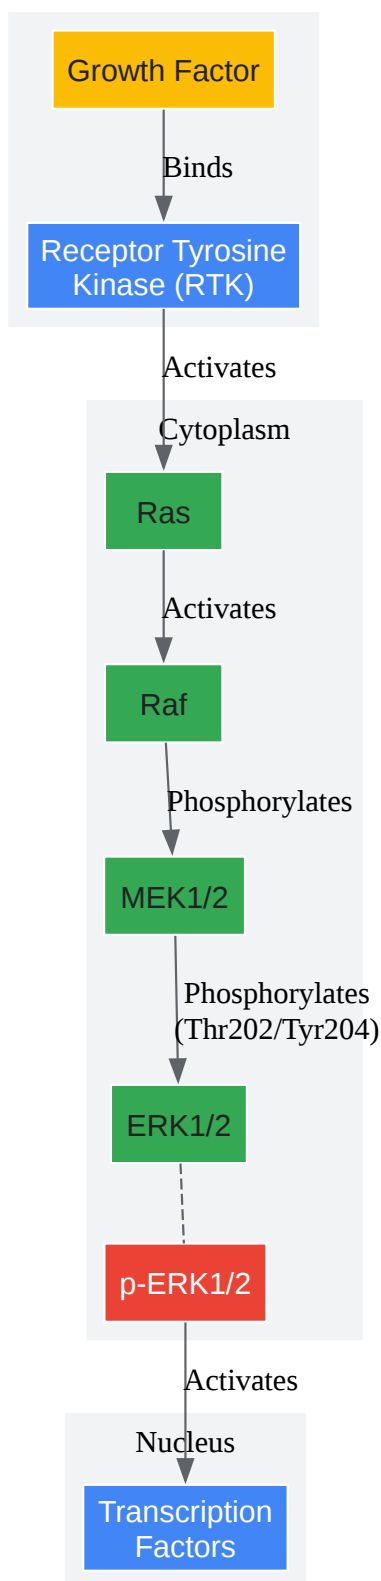 Growth Factor
Binds
Receptor Tyrosine
Kinase (RTK)
Activates
Cytoplasm
Ras
Activates
Raf
Phosphorylates
MEK1/2
Phosphorylates
(Thr202/Tyr204)
ERK1/2
p-ERK1/2
Activates
Nucleus
Transcription
Factors